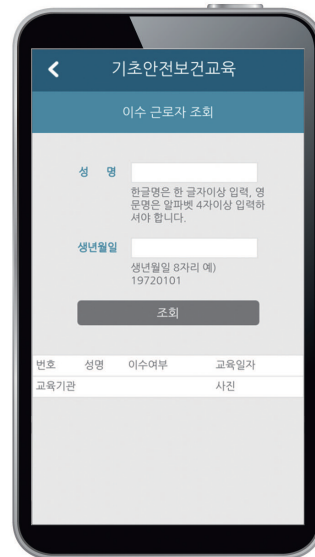 기초안전보건교육
이수 근로자 조회
성 명
한글명은 한 글자이상 입력, 영
문명은 알파벳 4자이상 입력하
셔야 합니다.
생년월일
생년월일 8자리 예)
19720101
조회
번호 성명 이수여부 교육일자
교육기관 사진